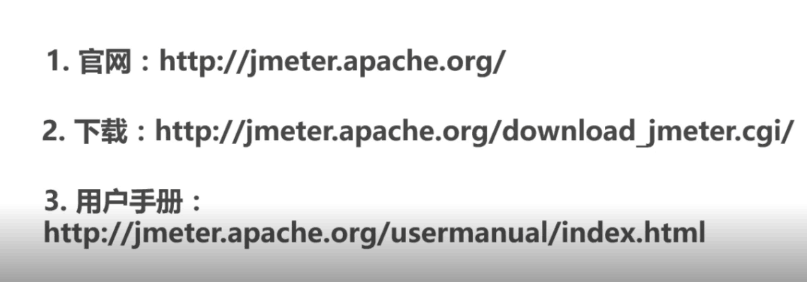 1. 官网：http://jmeter.apache.org/
2. 下载：http://jmeter.apache.org/download_jmeter.cgi/
3. 用户手册：
http://jmeter.apache.org/usermanual/index.html